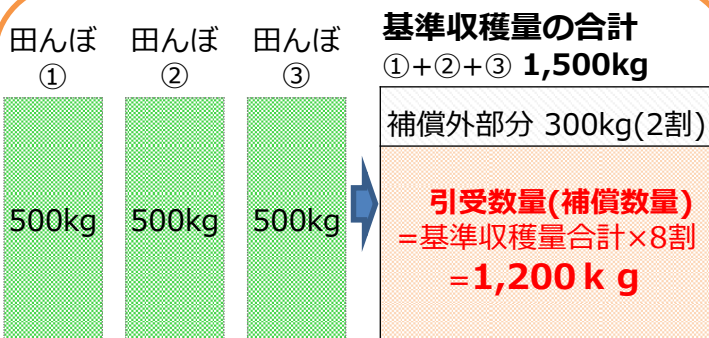 田んぼ 田んぼ 田んぼ
① ② ③
500kg 500kg 500kg
基準収穫量の合計
①+②+③ 1,500kg
補償外部分 300kg(2割)
引受数量(補償数量)
=基準収穫量合計×8割
=1,200ｋｇ